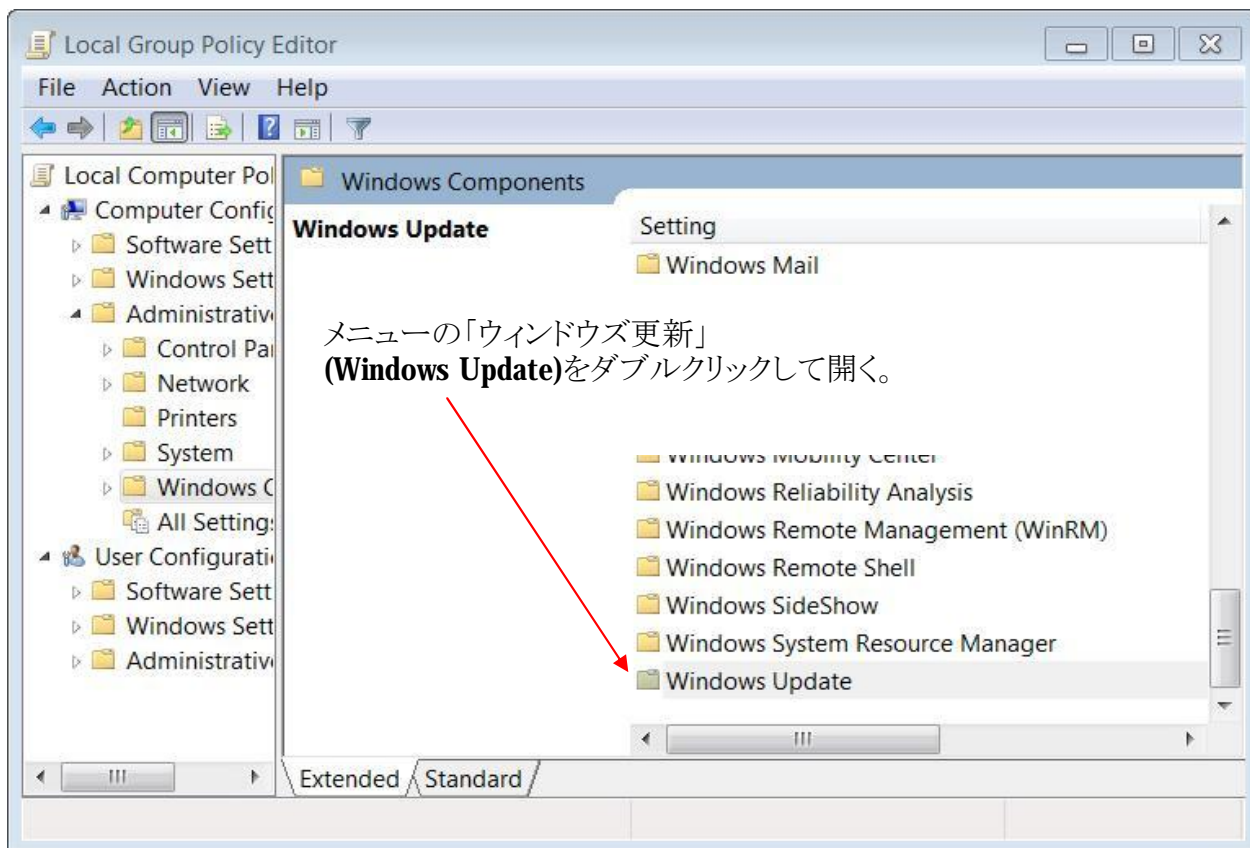 Local Group Policy Editor
File Action View Help
Local Computer Pol
Computer Config
Software Sett
Windows Sett
Administrativ
Control Pa
Network
Printers
System
Windows C
All Setting
User Configurati
Software Sett
Windows Sett
Administrativ
Windows Components
Windows Update
Setting
Windows Mail
メニューの「ウィンドウズ更新」
(Windows Update)をダブルクリックして開く。
Windows Mobility Center
Windows Reliability Analysis
Windows Remote Management (WinRM)
Windows Remote Shell
Windows SideShow
Windows System Resource Manager
Windows Update
Extended Standard